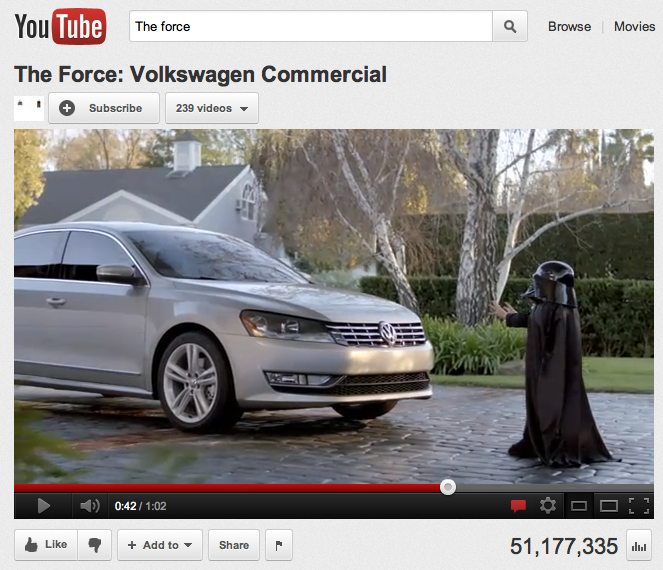 YouTube The force Browse Movies
The Force: Volkswagen Commercial
Subscribe 239 videos
0:42 / 1:02
Like Add to Share 51,177,335